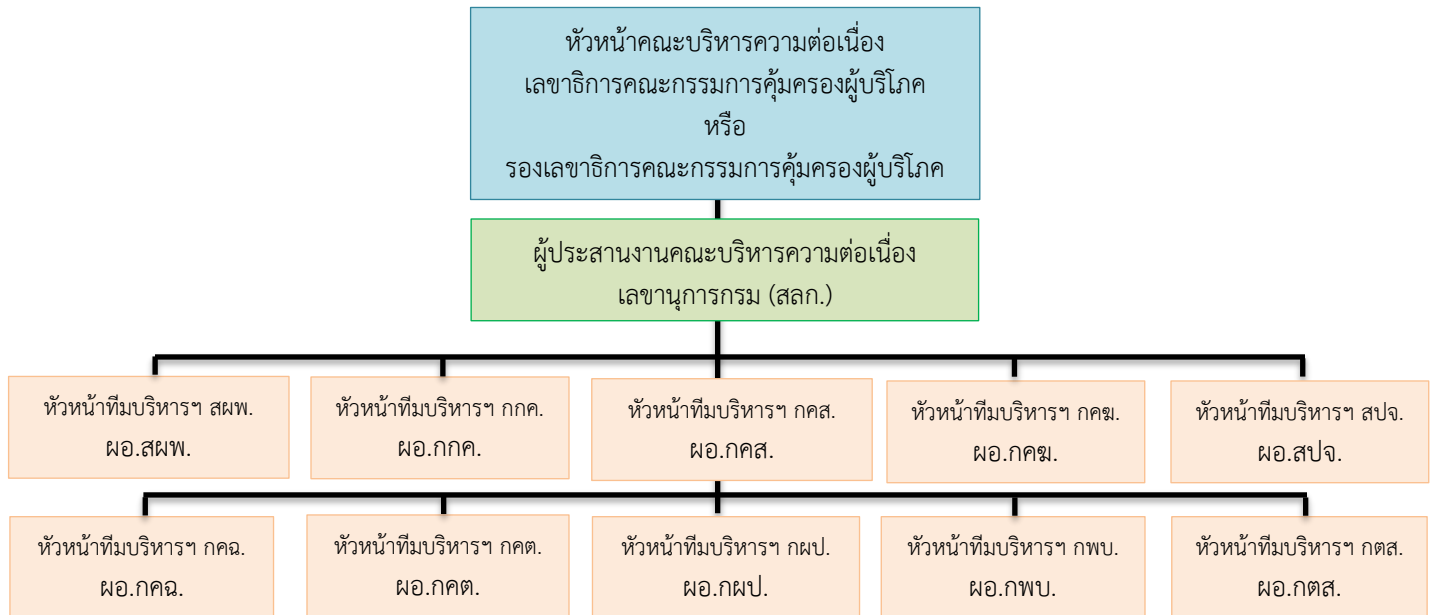 หัวหน้าคณะบริหารความต่อเนื่อง
เลขาธิการคณะกรรมการคุ้มครองผู้บริโภค
หรือ
รองเลขาธิการคณะกรรมการคุ้มครองผู้บริโภค
ผู้ประสานงานคณะบริหารความต่อเนื่อง
เลขานุการกรม (สลก.)
หัวหน้าทีมบริหารฯ สผพ.
ผอ.สผพ.
หัวหน้าทีมบริหารฯ กกค.
ผอ.กกค.
หัวหน้าทีมบริหารฯ กคส.
ผอ.กคส.
หัวหน้าทีมบริหารฯ กคฆ.
ผอ.กคฆ.
หัวหน้าทีมบริหารฯ สปจ.
ผอ.สปจ.
หัวหน้าทีมบริหารฯ กคฉ.
ผอ.กคฉ.
หัวหน้าทีมบริหารฯ กคต.
ผอ.กคต.
หัวหน้าทีมบริหารฯ กผป.
ผอ.กผป.
หัวหน้าทีมบริหารฯ กพบ.
ผอ.กพบ.
หัวหน้าทีมบริหารฯ กตส.
ผอ.กตส.